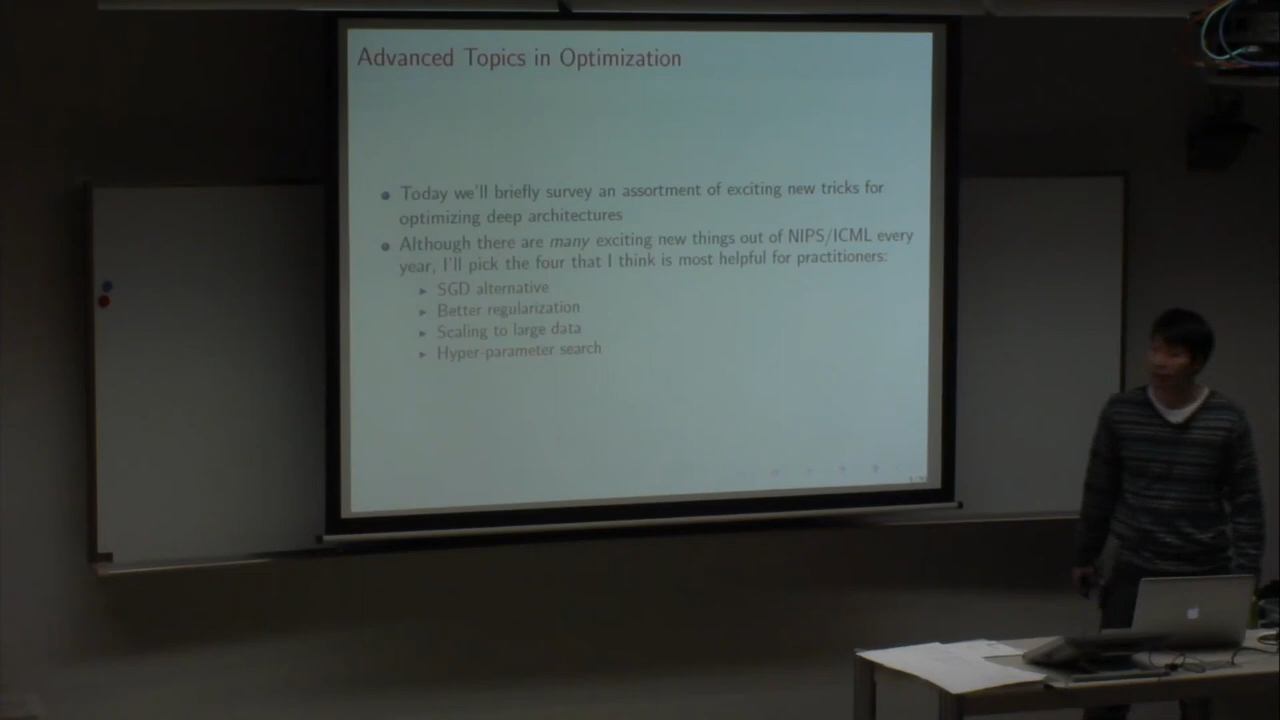 Advanced Topics in Optimization
Today we'll briefly survey an assortment of exciting new tricks for
optimizing deep architectures
Although there are many exciting new things out of NIPS/ICML every
year, I'll pick the four that I think is most helpful for practitioners:
SGD alternative
Better regularization
Scaling to large data
Hyper-parameter search